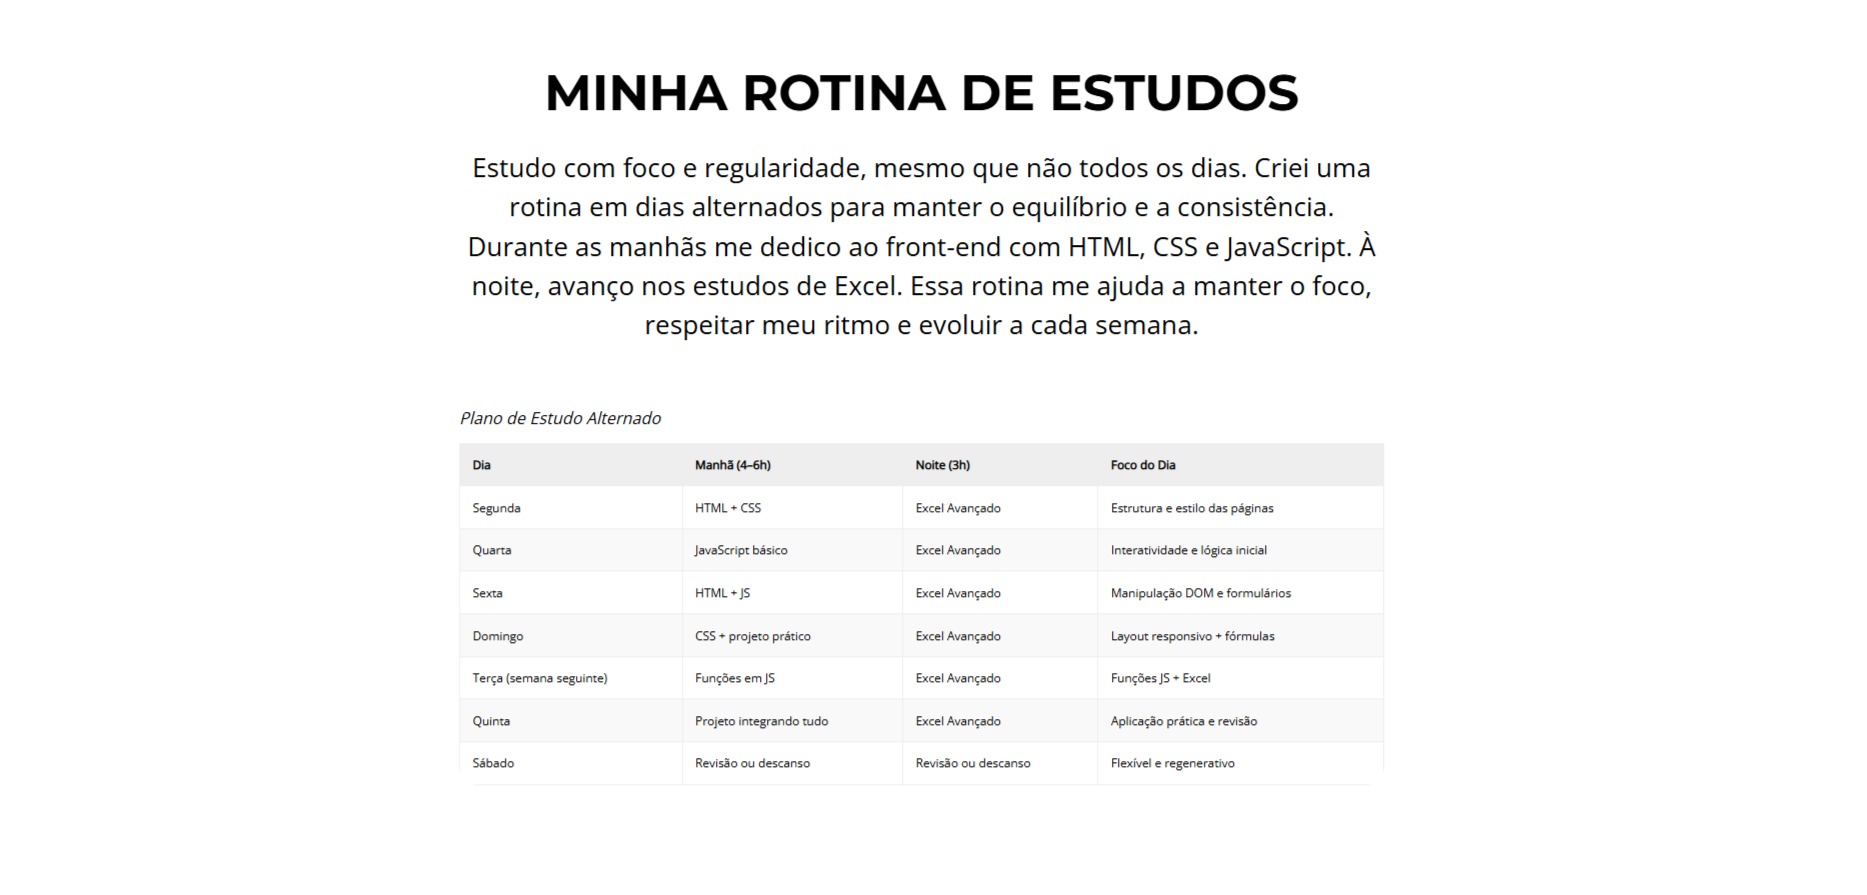 MINHA ROTINA DE ESTUDOS
Estudo com foco e regularidade, mesmo que não todos os dias. Criei uma
rotina em dias alternados para manter o equilíbrio e a consistência.
Durante as manhãs me dedico ao front-end com HTML, CSS e JavaScript. À
noite, avanço nos estudos de Excel. Essa rotina me ajuda a manter o foco,
respeitar meu ritmo e evoluir a cada semana.
Plano de Estudo Alternado
Dia Manhã (4–6h) Noite (3h) Foco do Dia
Segunda HTML + CSS Excel Avançado Estrutura e estilo das páginas
Quarta JavaScript básico Excel Avançado Interatividade e lógica inicial
Sexta HTML + JS Excel Avançado Manipulação DOM e formulários
Domingo CSS + projeto prático Excel Avançado Layout responsivo + fórmulas
Terça (semana seguinte) Funções em JS Excel Avançado Funções JS + Excel
Quinta Projeto integrando tudo Excel Avançado Aplicação prática e revisão
Sábado Revisão ou descanso Revisão ou descanso Flexível e regenerativo